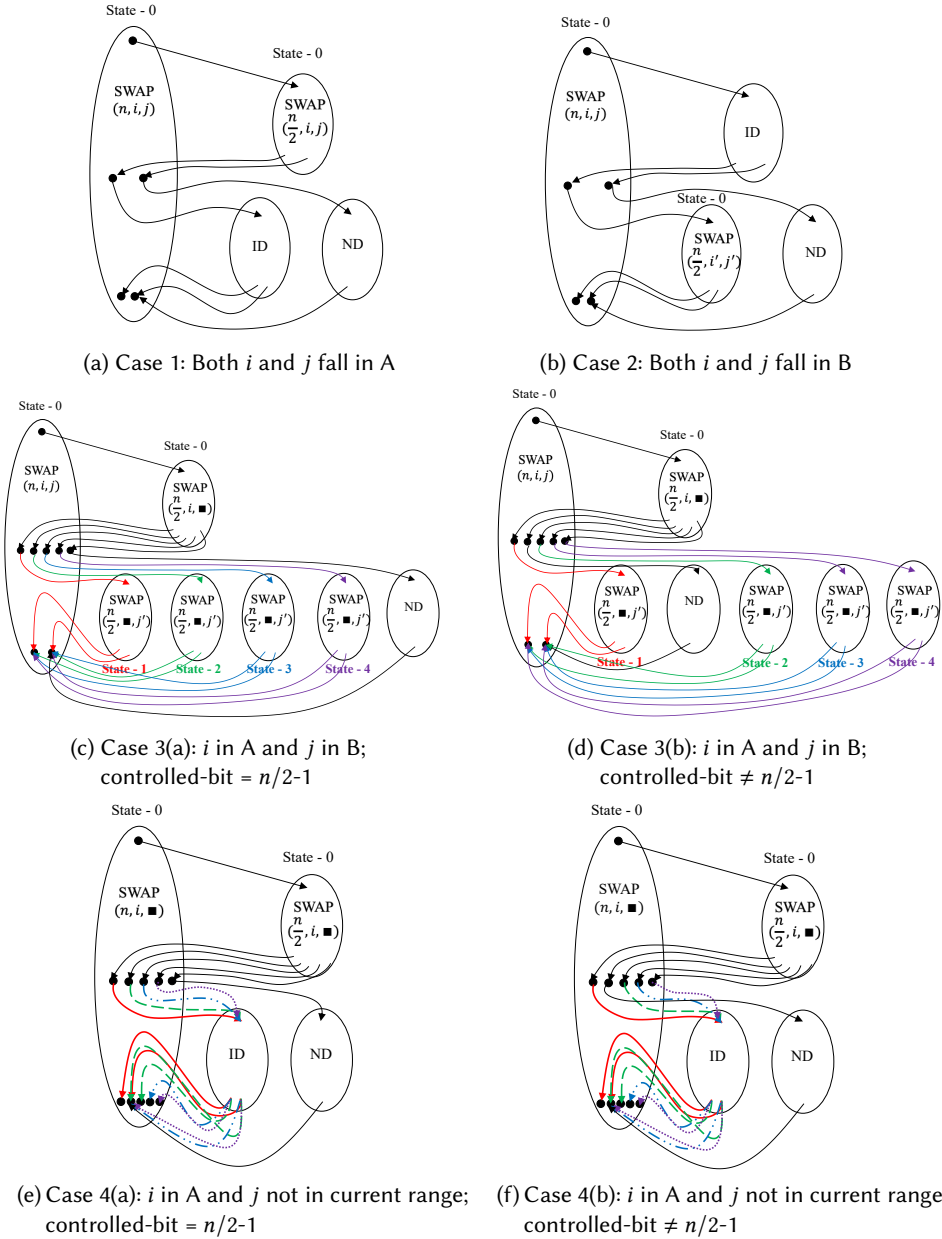 State - 0
SWAP
(n, i, j)
State - 0
SWAP
(n/2, i, j)
ID
ND
(a) Case 1: Both i and j fall in A
State - 0
SWAP
(n, i, j)
ID
State - 0
SWAP
(n/2, i′, j′)
ND
(b) Case 2: Both i and j fall in B
State - 0
SWAP
(n, i, j)
State - 0
SWAP
(n/2, i, ■)
SWAP
(n/2, ■, j′)
SWAP
(n/2, ■, j′)
SWAP
(n/2, ■, j′)
SWAP
(n/2, ■, j′)
ND
State - 1
State - 2
State - 3
State - 4
(c) Case 3(a): i in A and j in B;
controlled-bit = n/2-1
State - 0
SWAP
(n, i, j)
State - 0
SWAP
(n/2, i, ■)
SWAP
(n/2, ■, j′)
ND
SWAP
(n/2, ■, j′)
SWAP
(n/2, ■, j′)
SWAP
(n/2, ■, j′)
State - 1
State - 2
State - 3
State - 4
(d) Case 3(b): i in A and j in B;
controlled-bit ≠ n/2-1
State - 0
SWAP
(n, i, ■)
State - 0
SWAP
(n/2, i, ■)
ID
ND
(e) Case 4(a): i in A and j not in current range;
controlled-bit = n/2-1
State - 0
SWAP
(n, i, ■)
State - 0
SWAP
(n/2, i, ■)
ID
ND
(f) Case 4(b): i in A and j not in current range
controlled-bit ≠ n/2-1